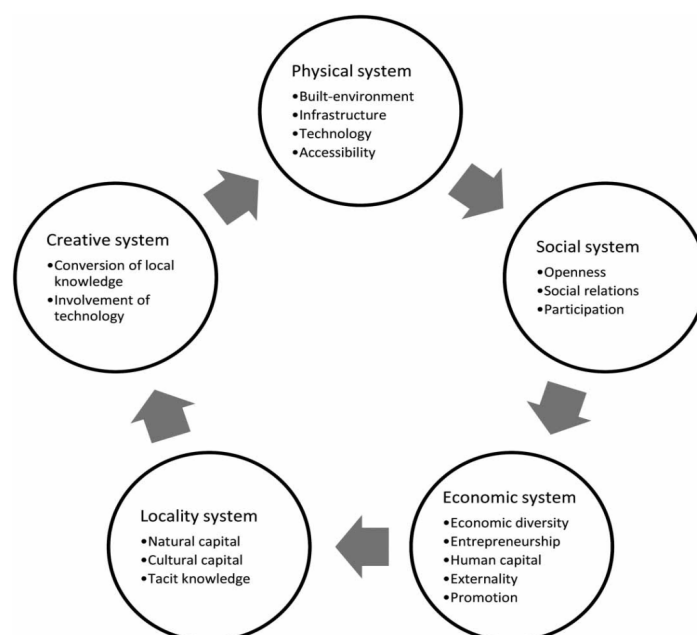 Physical system
•Built-environment
•Infrastructure
•Technology
•Accessibility
Social system
•Openness
•Social relations
•Participation
Economic system
•Economic diversity
•Entrepreneurship
•Human capital
•Externality
•Promotion
Locality system
•Natural capital
•Cultural capital
•Tacit knowledge
Creative system
•Conversion of local
knowledge
•Involvement of
technology